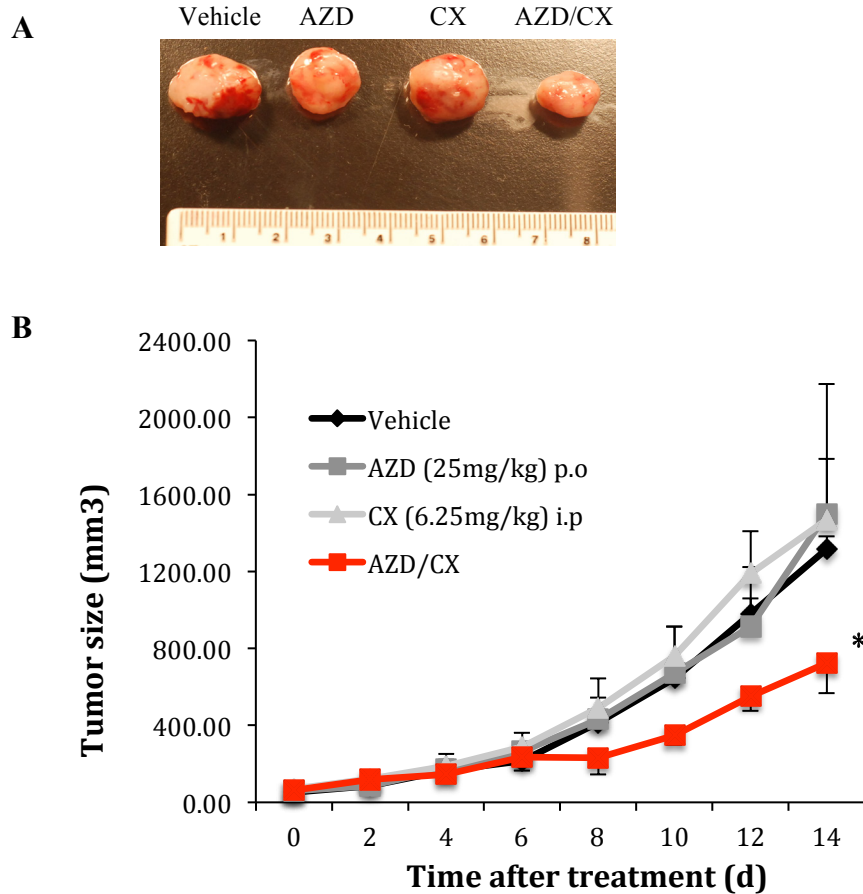 A
Vehicle AZD CX AZD/CX
1 2 3 4 5 6 7 8
B
2400.00
2000.00
1600.00
1200.00
800.00
400.00
0.00
Tumor size (mm3)
Vehicle
AZD (25mg/kg) p.o
CX (6.25mg/kg) i.p
AZD/CX
*
0 2 4 6 8 10 12 14
Time after treatment (d)